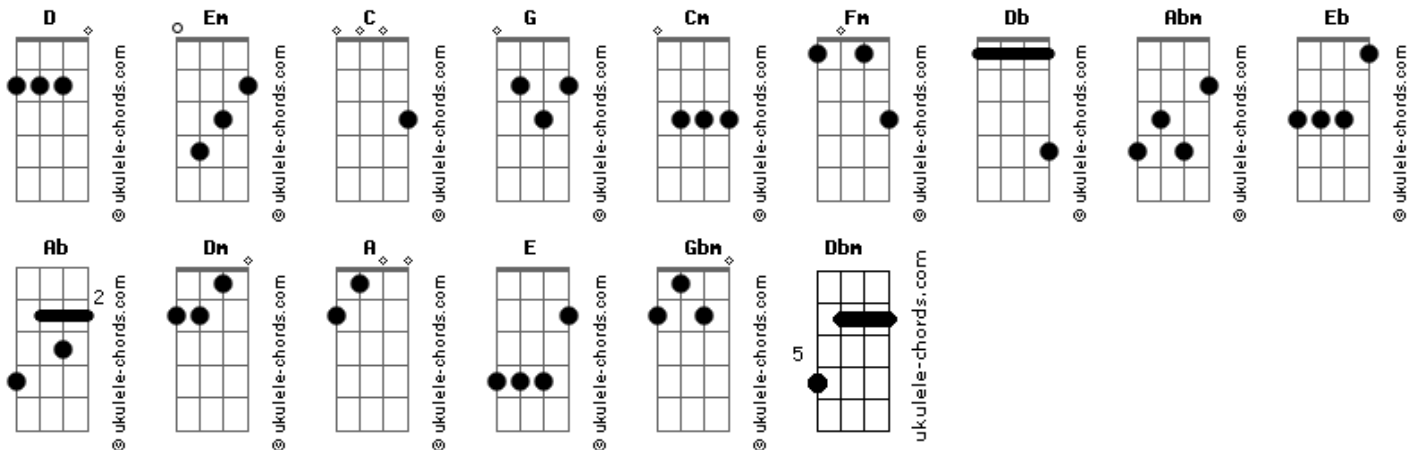 D Em C G Cm Fm Db Abm Eb
© ukulele-chords.com © ukulele-chords.com © ukulele-chords.com © ukulele-chords.com © ukulele-chords.com © ukulele-chords.com © ukulele-chords.com © ukulele-chords.com © ukulele-chords.com
Ab Dm A E Gbm Dbm
2 5
© ukulele-chords.com © ukulele-chords.com © ukulele-chords.com © ukulele-chords.com © ukulele-chords.com ukulele-chords.com